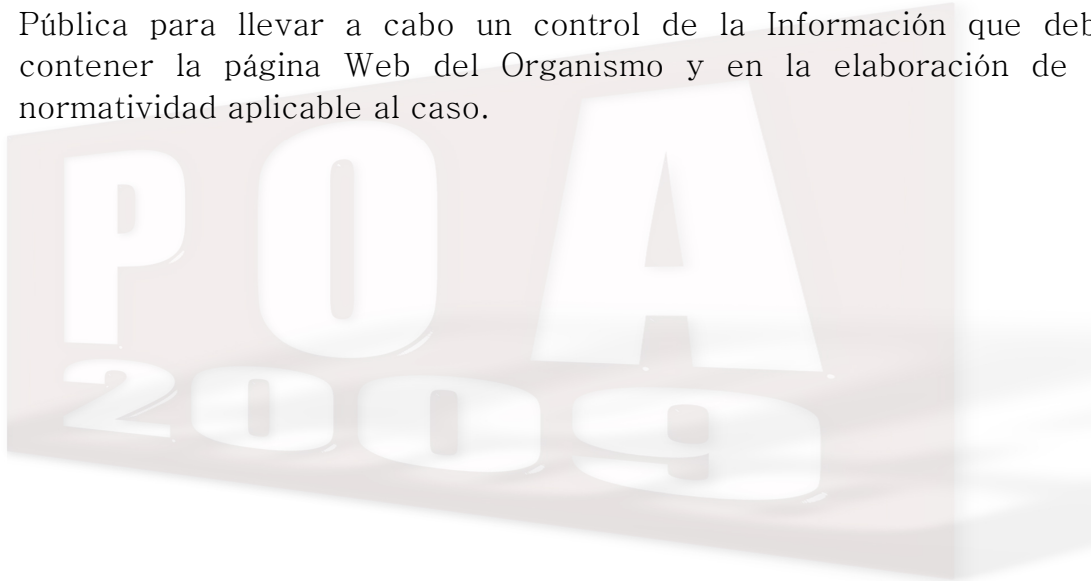 Pública para llevar a cabo un control de la Información que deb
contener la página Web del Organismo y en la elaboración de
normatividad aplicable al caso.
POA
2009